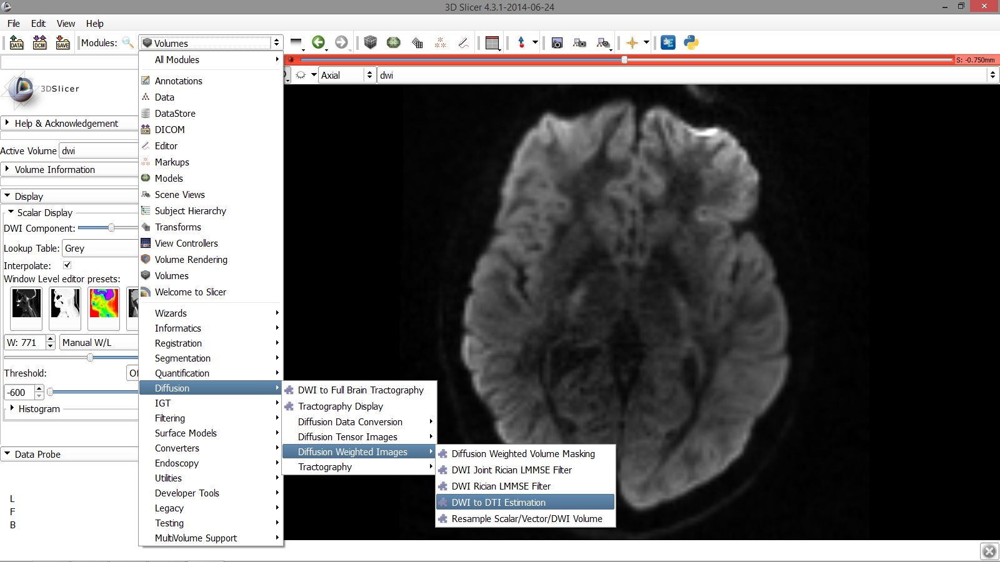 3D Slicer 4.3.1-2014-06-24
File Edit View Help
DATA DCM SAVE Modules: Volumes
S: -0.750mm
Axial dwi
3DSlicer
Help & Acknowledgement
Active Volume dwi
Volume Information
Display
Scalar Display
DWI Component:
Lookup Table: Grey
Interpolate:
Window Level editor presets:
W: 771 Manual W/L
Threshold:
-600
Histogram
Data Probe
L
F
B
All Modules
Annotations
Data
DataStore
DICOM
Editor
Markups
Models
Scene Views
Subject Hierarchy
Transforms
View Controllers
Volume Rendering
Volumes
Welcome to Slicer
Wizards
Informatics
Registration
Segmentation
Quantification
Diffusion
IGT
Filtering
Surface Models
Converters
Endoscopy
Utilities
Developer Tools
Legacy
Testing
MultiVolume Support
DWI to Full Brain Tractography
Tractography Display
Diffusion Data Conversion
Diffusion Tensor Images
Diffusion Weighted Images
Tractography
Diffusion Weighted Volume Masking
DWI Joint Rician LMMSE Filter
DWI Rician LMMSE Filter
DWI to DTI Estimation
Resample Scalar/Vector/DWI Volume